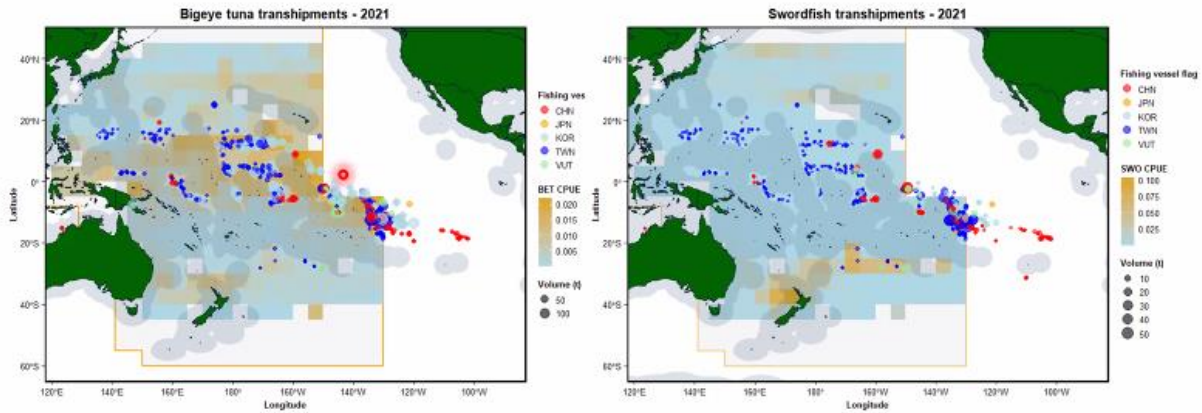 Bigeye tuna transhipments - 2021
40°N
20°N
0°
20°S
40°S
60°S
Latitude
120°E
140°E
160°E
180°
160°W
140°W
120°W
100°W
Longitude
Fishing ves
CHN
JPN
KOR
TWN
VUT
BET CPUE
0.020
0.015
0.010
0.005
Volume (t)
50
100
Swordfish transhipments - 2021
40°N
20°N
0°
20°S
40°S
60°S
Latitude
120°E
140°E
160°E
180°
160°W
140°W
120°W
100°W
Longitude
Fishing vessel flag
CHN
JPN
KOR
TWN
VUT
SWO CPUE
0.100
0.075
0.050
0.025
Volume (t)
10
20
30
40
50